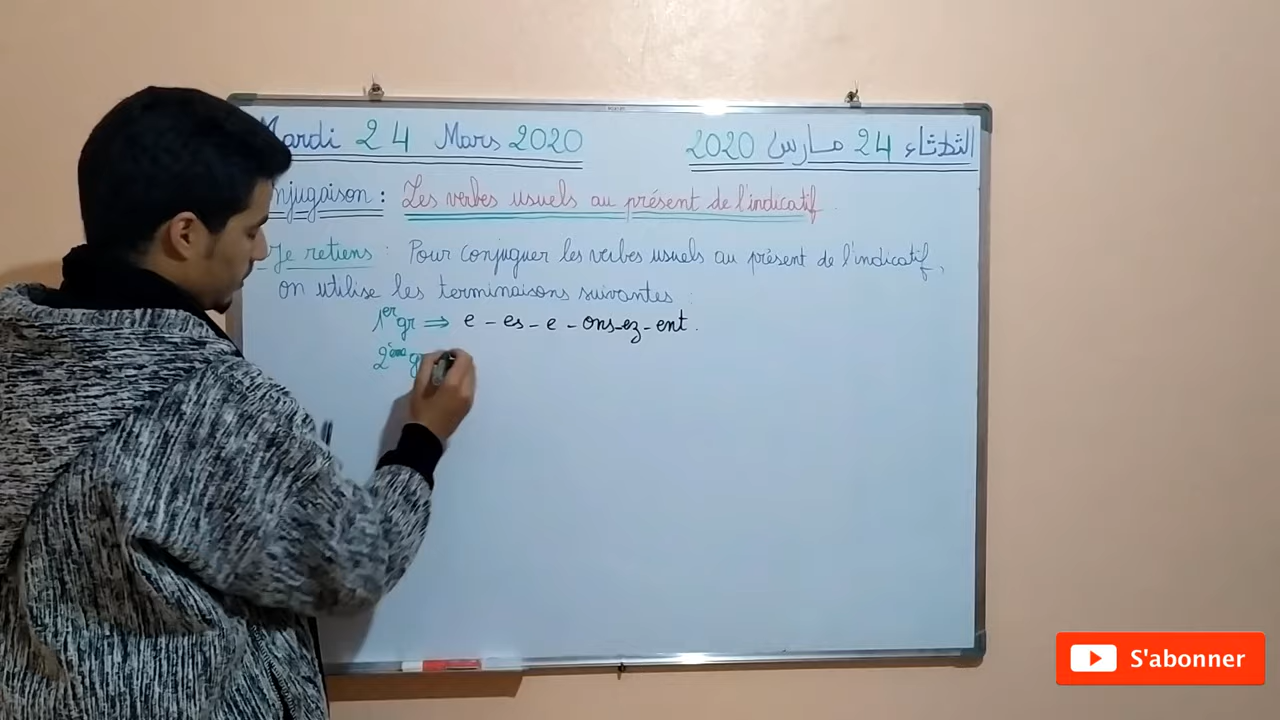 Mardi 24 Mars 2020
الثلاثاء 24 مارس 2020
njugaison : Les verbes usuels au présent de l'indicatif.
Je retiens : Pour conjuguer les verbes usuels au présent de l'indicatif,
on utilise les terminaisons suivantes :
1er gr ⇒ e - es - e - ons - ez - ent.
2ème g
S'abonner